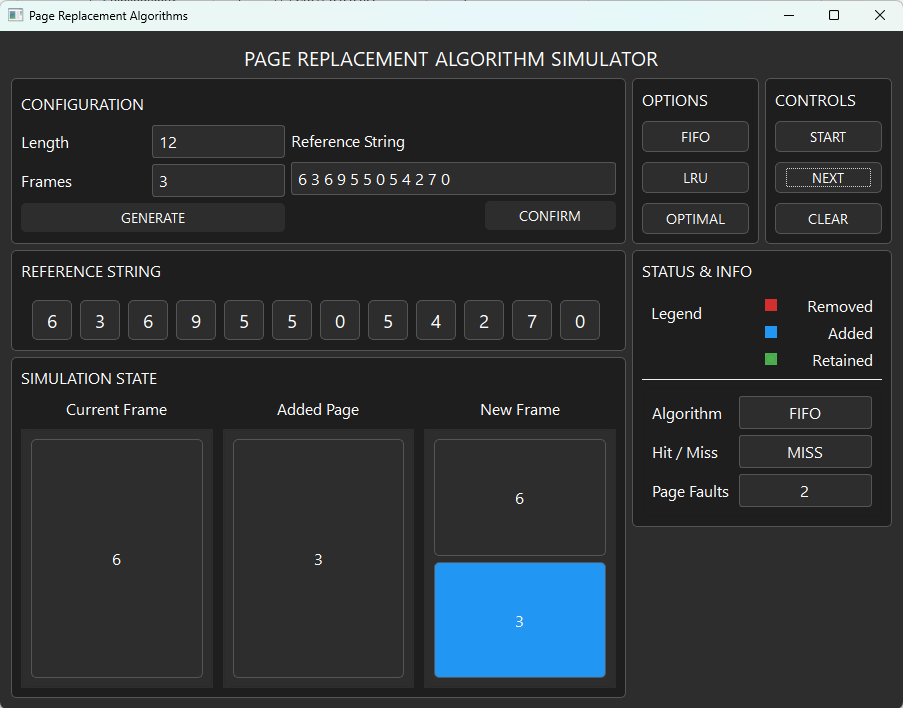 Page Replacement Algorithms
PAGE REPLACEMENT ALGORITHM SIMULATOR
CONFIGURATION
Length
12
Reference String
Frames
3
6 3 6 9 5 5 0 5 4 2 7 0
GENERATE
CONFIRM
OPTIONS
FIFO
LRU
OPTIMAL
CONTROLS
START
NEXT
CLEAR
REFERENCE STRING
6 3 6 9 5 5 0 5 4 2 7 0
SIMULATION STATE
Current Frame
Added Page
New Frame
6
3
6
3
STATUS & INFO
Legend
Removed
Added
Retained
Algorithm
FIFO
Hit / Miss
MISS
Page Faults
2